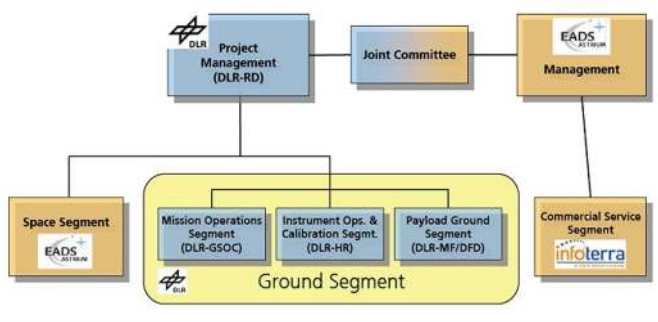 DLR
Project
Management
(DLR-RD)
Joint Committee
EADS
ASTRIUM
Management
Space Segment
EADS
ASTRIUM
Mission Operations
Segment
(DLR-GSOC)
Instrument Ops. &
Calibration Segmt.
(DLR-HR)
Payload Ground
Segment
(DLR-MF/DFD)
DLR
Ground Segment
Commercial Service
Segment
infoterra